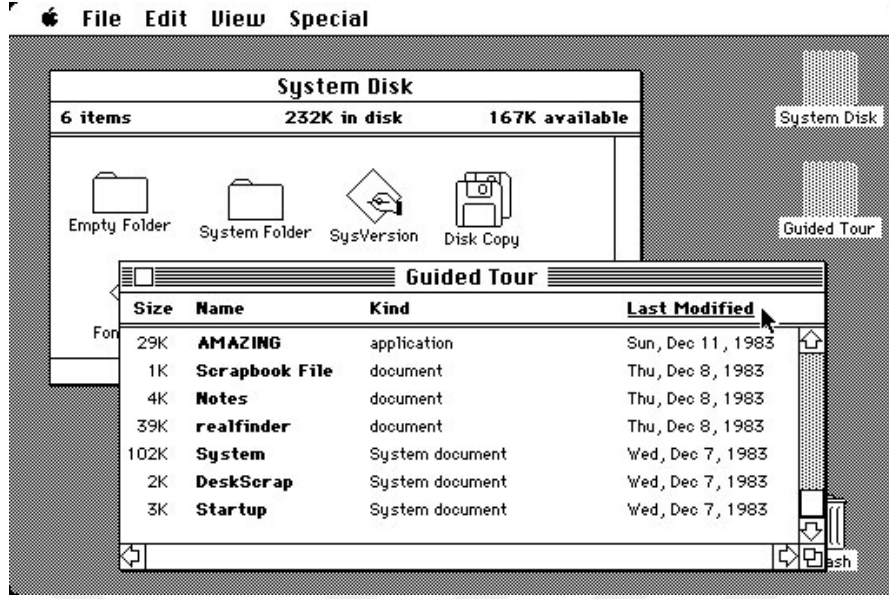 File Edit View Special
System Disk
6 items 232K in disk 167K available
System Disk
Empty Folder System Folder SysVersion Disk Copy
Guided Tour
Guided Tour
Size Name Kind Last Modified
29K AMAZING application Sun, Dec 11, 1983
1K Scrapbook File document Thu, Dec 8, 1983
4K Notes document Thu, Dec 8, 1983
39K realfinder document Thu, Dec 8, 1983
102K System System document Wed, Dec 7, 1983
2K DeskScrap System document Wed, Dec 7, 1983
3K Startup System document Wed, Dec 7, 1983